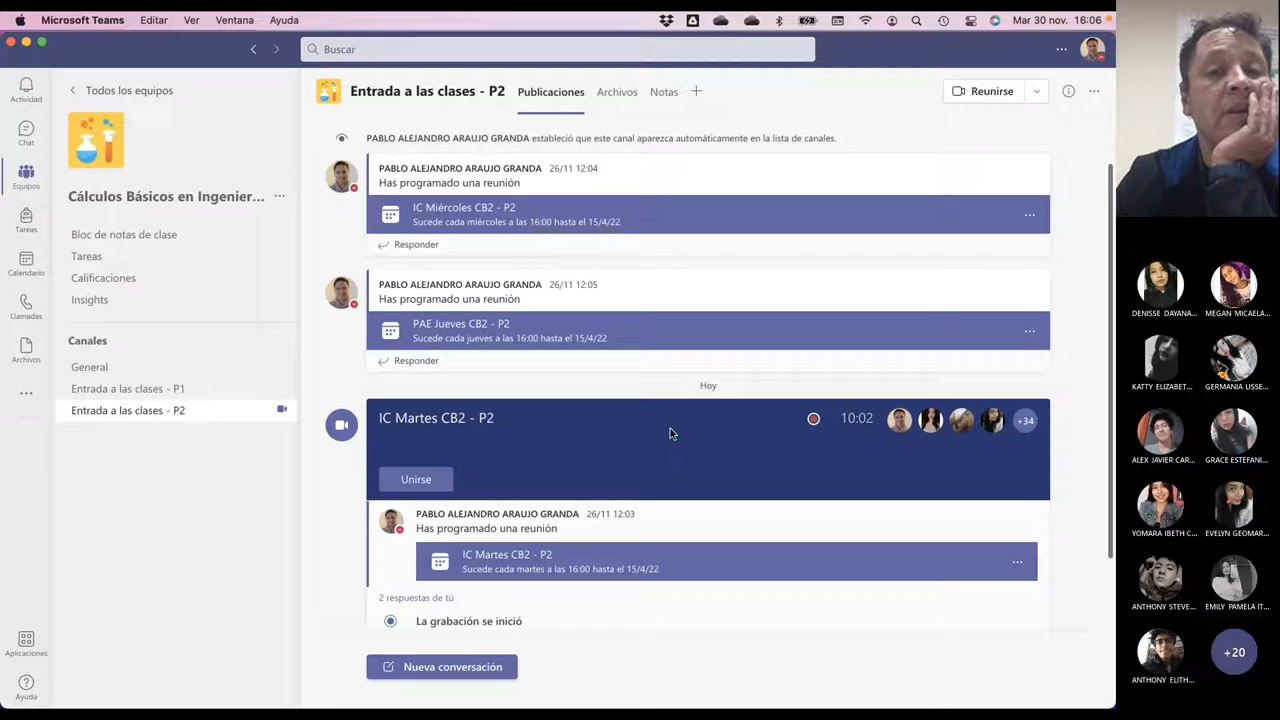 Microsoft Teams Editar Ver Ventana Ayuda
Mar 30 nov. 16:06
Buscar
Actividad
Chat
Equipos
Tareas
Calendario
Llamadas
Archivos
Aplicaciones
Ayuda
Todos los equipos
Cálculos Básicos en Ingenier...
Bloc de notas de clase
Tareas
Calificaciones
Insights
Canales
General
Entrada a las clases - P1
Entrada a las clases - P2
Entrada a las clases - P2 Publicaciones Archivos Notas
Reunirse
PABLO ALEJANDRO ARAUJO GRANDA estableció que este canal aparezca automáticamente en la lista de canales.
PABLO ALEJANDRO ARAUJO GRANDA 26/11 12:04
Has programado una reunión
IC Miércoles CB2 - P2
Sucede cada miércoles a las 16:00 hasta el 15/4/22
Responder
PABLO ALEJANDRO ARAUJO GRANDA 26/11 12:05
Has programado una reunión
PAE Jueves CB2 - P2
Sucede cada jueves a las 16:00 hasta el 15/4/22
Responder
Hoy
IC Martes CB2 - P2
10:02
+34
Unirse
PABLO ALEJANDRO ARAUJO GRANDA 26/11 12:03
Has programado una reunión
IC Martes CB2 - P2
Sucede cada martes a las 16:00 hasta el 15/4/22
2 respuestas de tú
La grabación se inició
Nueva conversación
DENISSE DAYANA... MEGAN MICAELA...
KATTY ELIZABET... GERMANIA LISSE...
ALEX JAVIER CAR... GRACE ESTEFANI...
YOMARA IBETH C... EVELYN GEOMAR...
ANTHONY STEVE... EMILY PAMELA IT...
ANTHONY ELITH...
+20